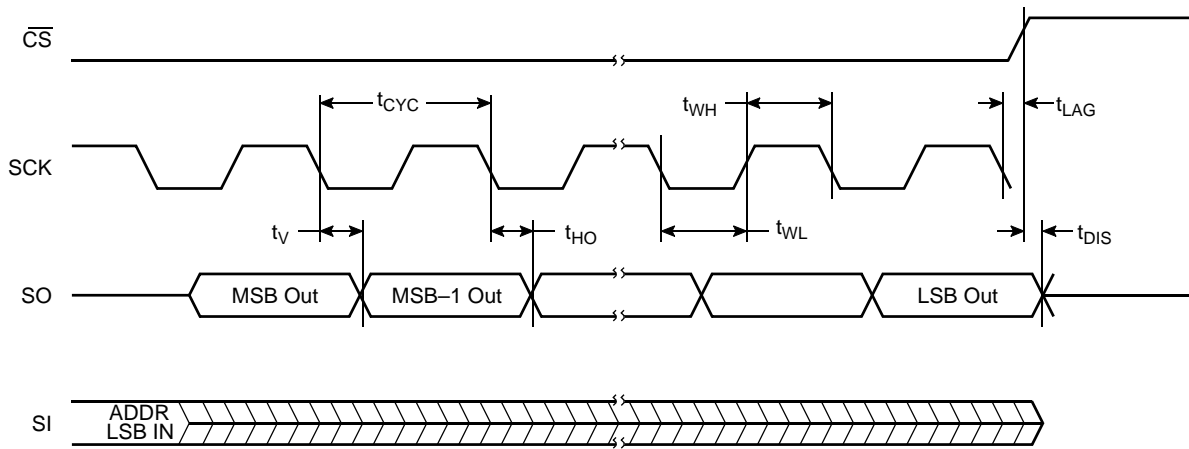 CS
tCYC
tWH
tLAG
SCK
tV
tHO
tWL
tDIS
SO
MSB Out
MSB–1 Out
LSB Out
SI
ADDR
LSB IN